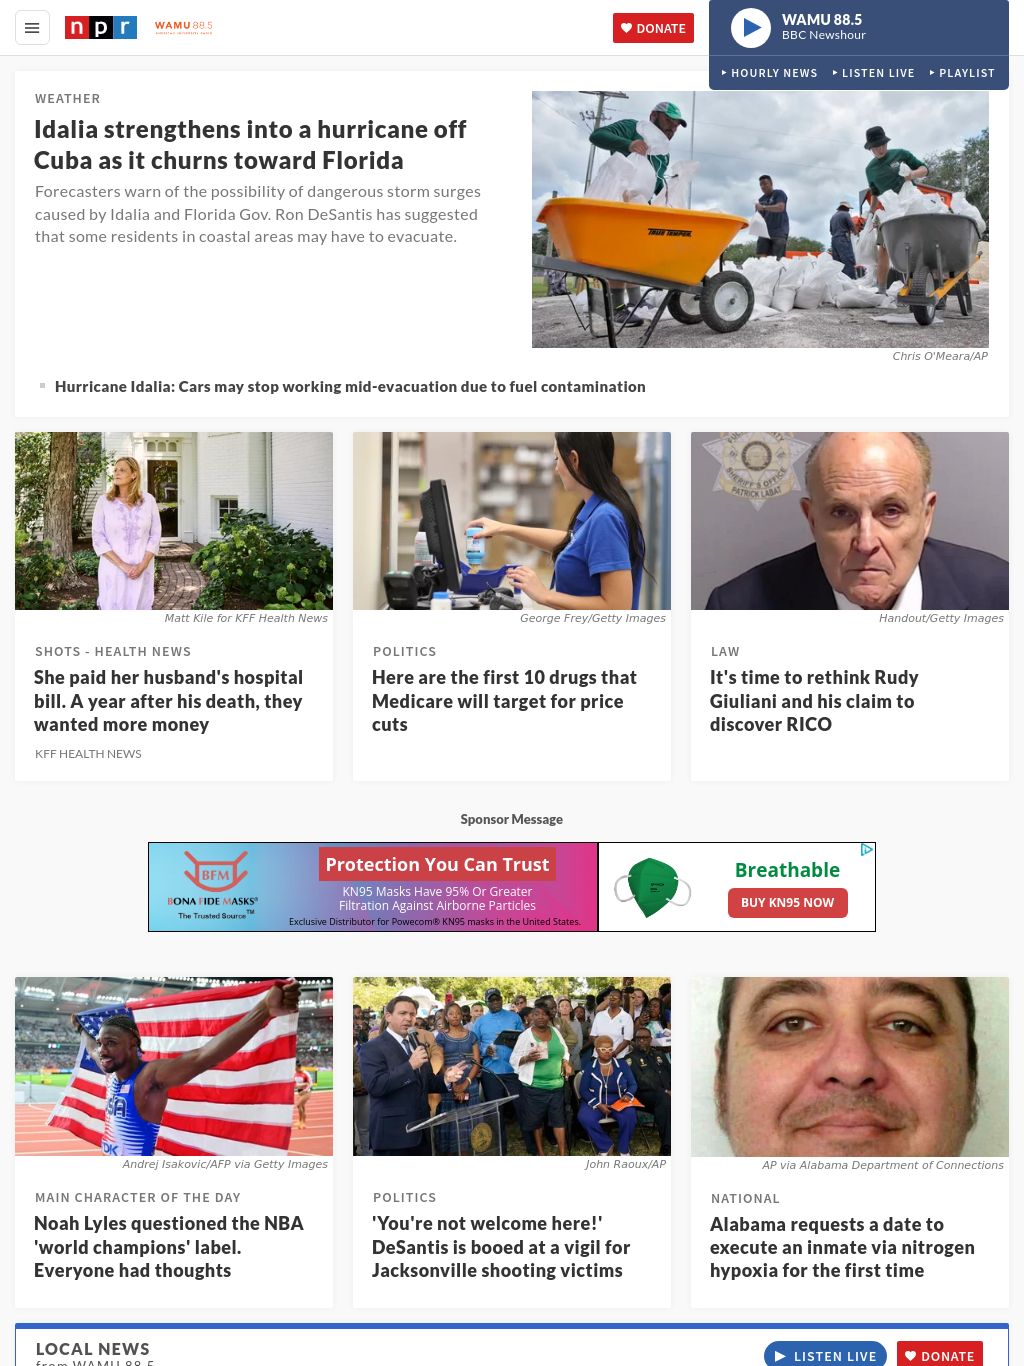 npr
WAMU 88.5
DONATE
WAMU 88.5
BBC Newshour
HOURLY NEWS
LISTEN LIVE
PLAYLIST
WEATHER
Idalia strengthens into a hurricane off
Cuba as it churns toward Florida
Forecasters warn of the possibility of dangerous storm surges
caused by Idalia and Florida Gov. Ron DeSantis has suggested
that some residents in coastal areas may have to evacuate.
TRUE TEMPER
Chris O'Meara/AP
Hurricane Idalia: Cars may stop working mid-evacuation due to fuel contamination
SHERIFF'S OFFICE
PATRICK LABAT
Matt Kile for KFF Health News
George Frey/Getty Images
Handout/Getty Images
SHOTS - HEALTH NEWS
She paid her husband's hospital
bill. A year after his death, they
wanted more money
KFF HEALTH NEWS
POLITICS
Here are the first 10 drugs that
Medicare will target for price
cuts
LAW
It's time to rethink Rudy
Giuliani and his claim to
discover RICO
Sponsor Message
BFM
BONA FIDE MASKS®
The Trusted Source™
Protection You Can Trust
KN95 Masks Have 95% Or Greater
Filtration Against Airborne Particles
Exclusive Distributor for Powecom® KN95 masks in the United States.
Breathable
BUY KN95 NOW
Andrej Isakovic/AFP via Getty Images
John Raoux/AP
AP via Alabama Department of Connections
MAIN CHARACTER OF THE DAY
Noah Lyles questioned the NBA
'world champions' label.
Everyone had thoughts
POLITICS
'You're not welcome here!'
DeSantis is booed at a vigil for
Jacksonville shooting victims
NATIONAL
Alabama requests a date to
execute an inmate via nitrogen
hypoxia for the first time
LOCAL NEWS
from WAMU 88.5
LISTEN LIVE
DONATE